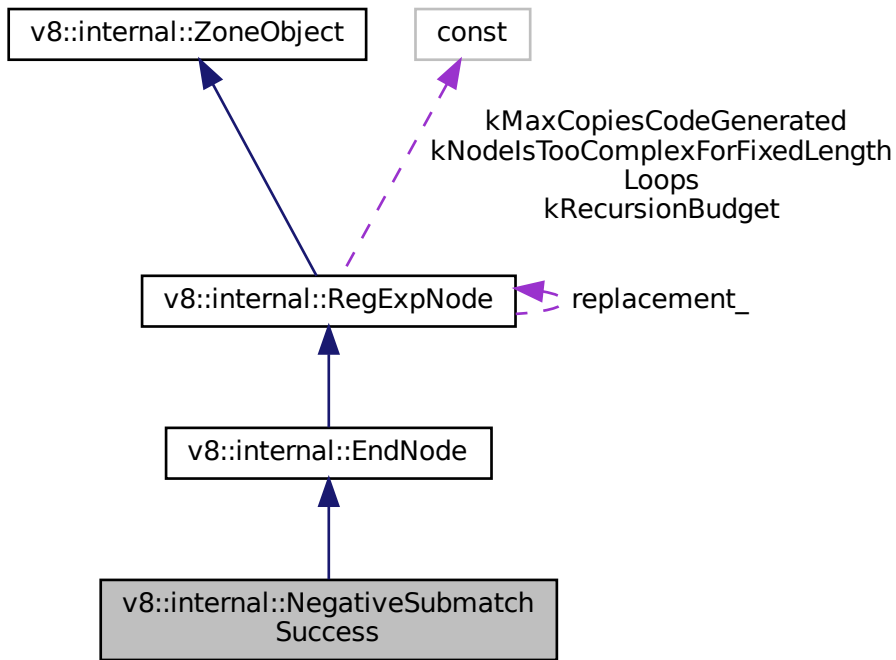 v8::internal::ZoneObject
const
kMaxCopiesCodeGenerated
kNodeIsTooComplexForFixedLength
Loops
kRecursionBudget
v8::internal::RegExpNode
replacement_
v8::internal::EndNode
v8::internal::NegativeSubmatch
Success